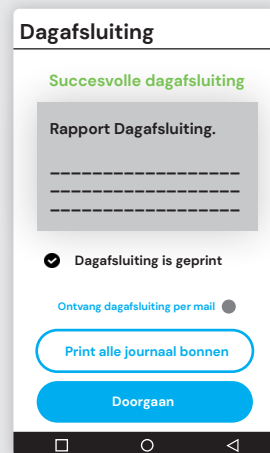 Dagafsluiting
Succesvolle dagafsluiting
Rapport Dagafsluiting.
Dagafsluiting is geprint
Ontvang dagafsluiting per mail
Print alle journaal bonnen
Doorgaan